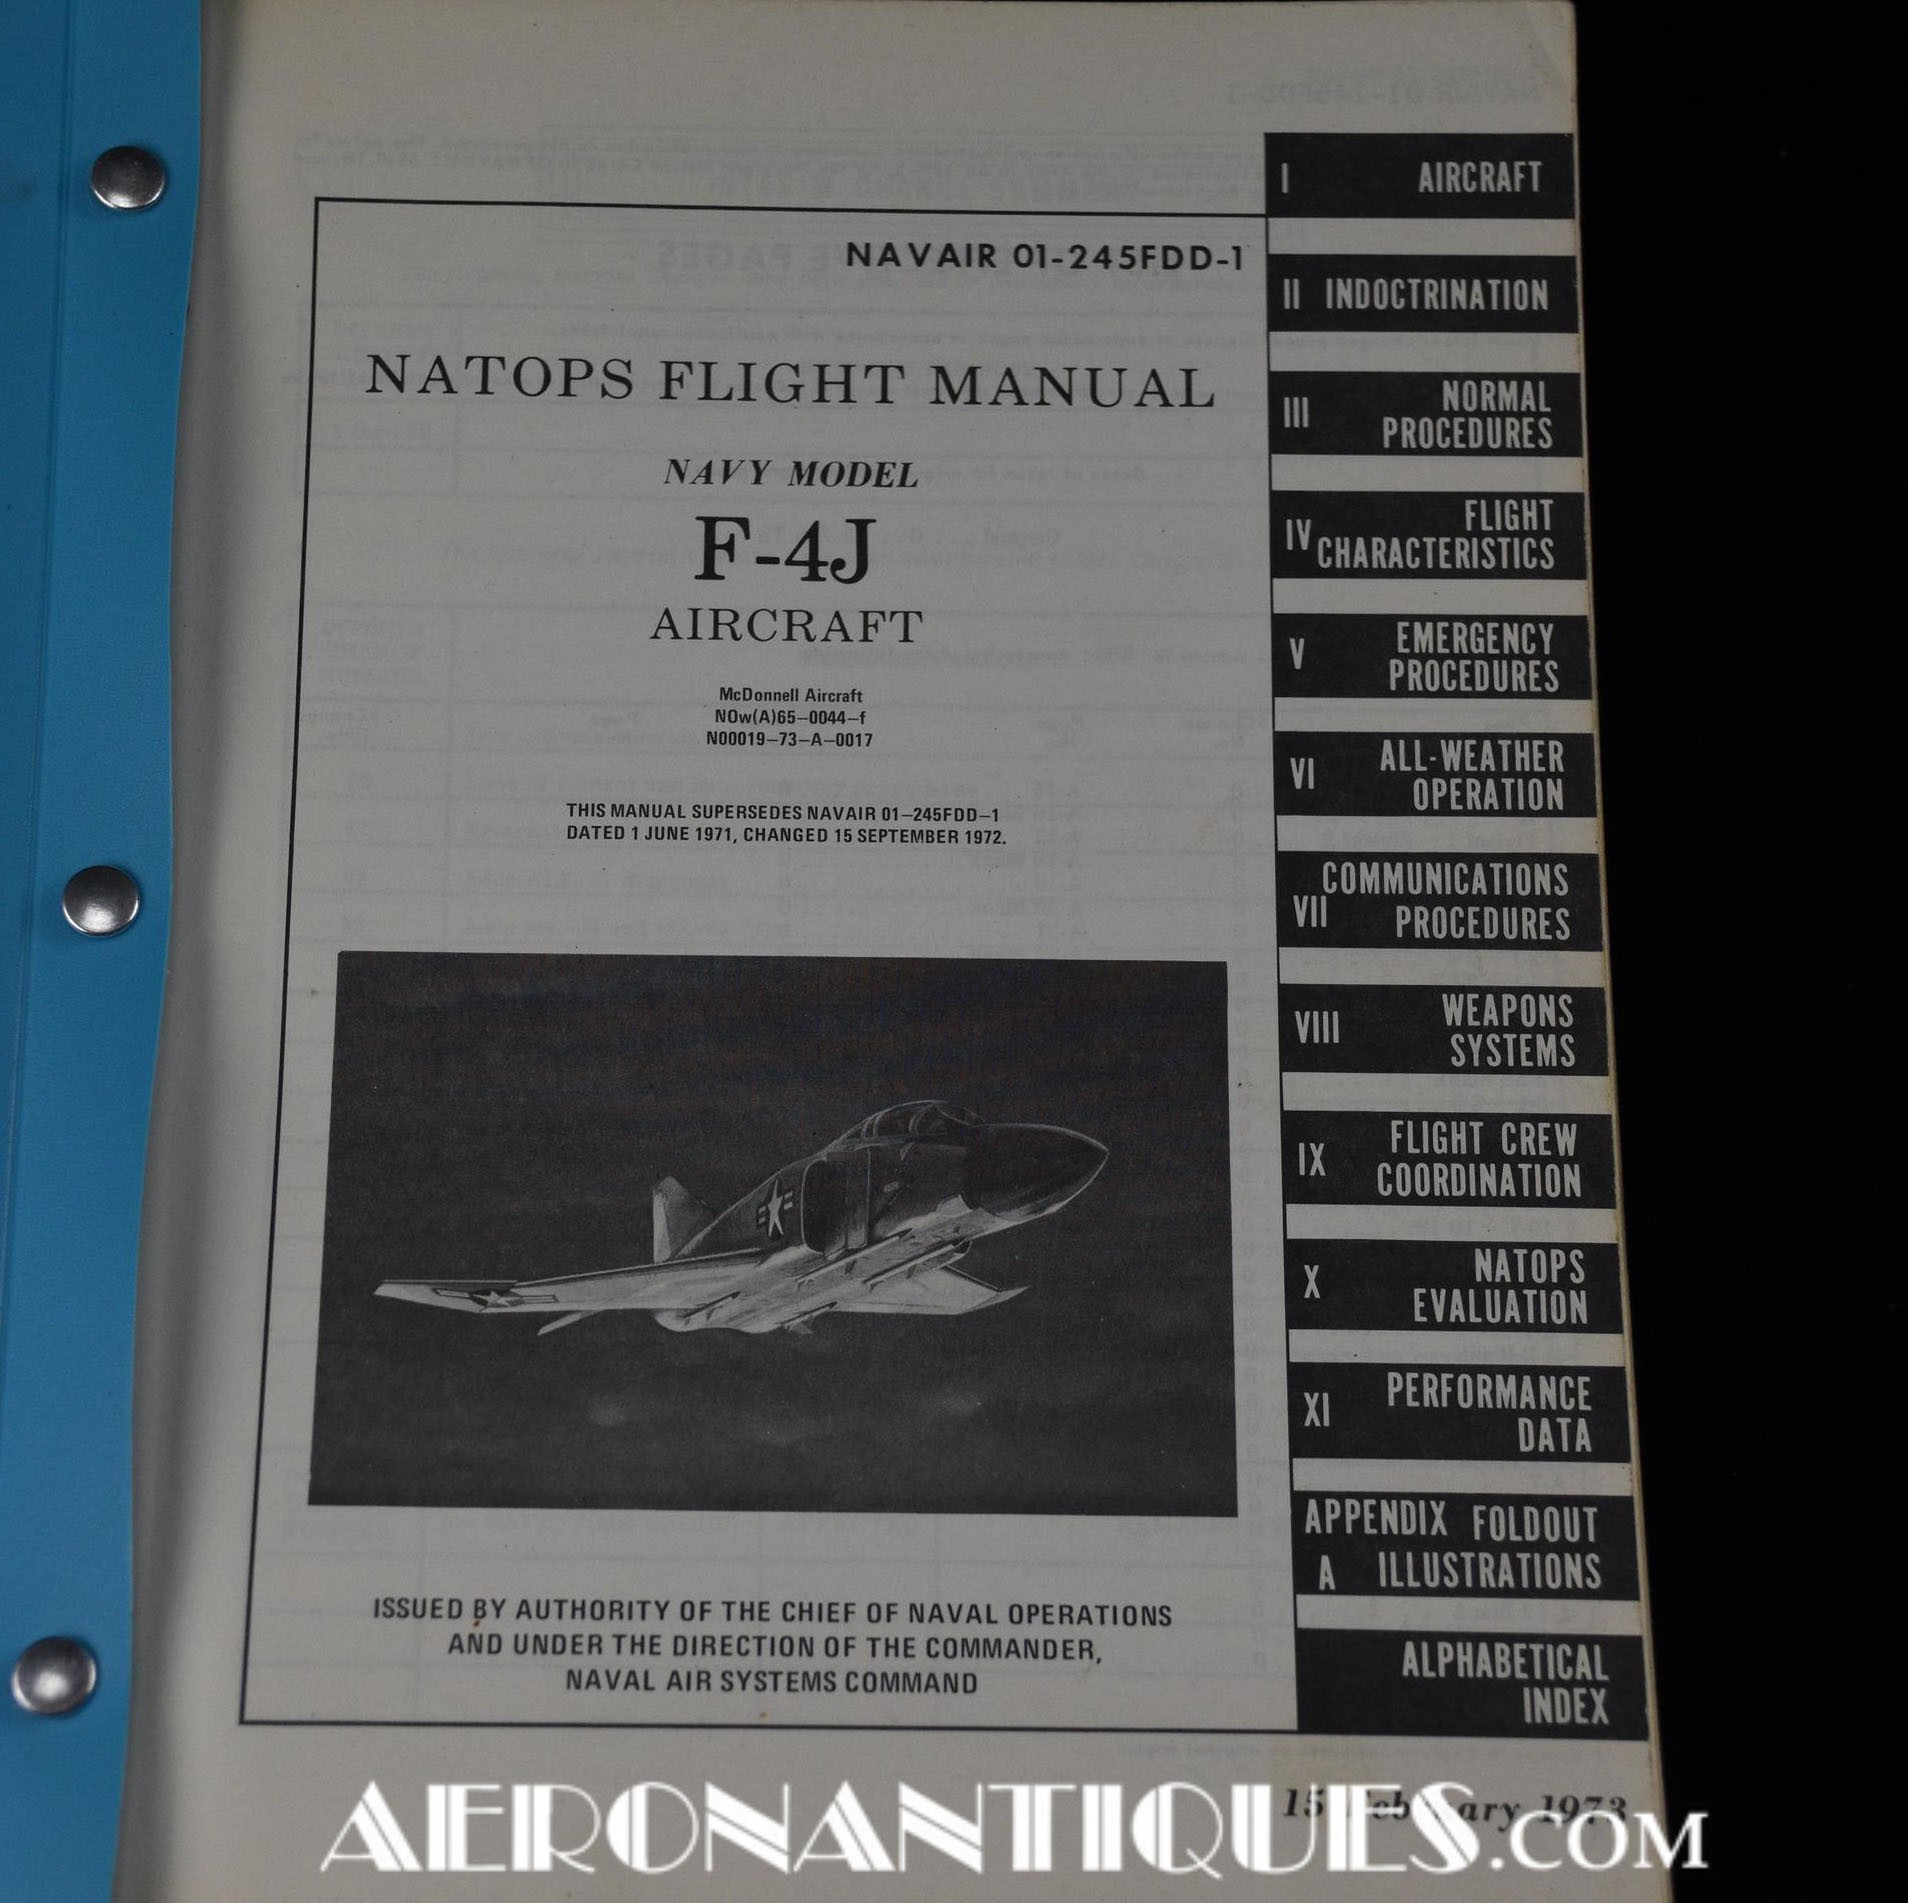 NAVAIR 01-245FDD-1
NATOPS FLIGHT MANUAL
NAVY MODEL
F-4J
AIRCRAFT
McDonnell Aircraft
NOw(A)65-0044-f
N00019-73-A-0017
THIS MANUAL SUPERSEDES NAVAIR 01-245FDD-1
DATED 1 JUNE 1971, CHANGED 15 SEPTEMBER 1972.
ISSUED BY AUTHORITY OF THE CHIEF OF NAVAL OPERATIONS
AND UNDER THE DIRECTION OF THE COMMANDER,
NAVAL AIR SYSTEMS COMMAND
I AIRCRAFT
II INDOCTRINATION
III NORMAL
PROCEDURES
IV FLIGHT
CHARACTERISTICS
V EMERGENCY
PROCEDURES
VI ALL-WEATHER
OPERATION
COMMUNICATIONS
VII PROCEDURES
VIII WEAPONS
SYSTEMS
IX FLIGHT CREW
COORDINATION
X NATOPS
EVALUATION
XI PERFORMANCE
DATA
APPENDIX FOLDOUT
A ILLUSTRATIONS
ALPHABETICAL
INDEX
15 February 1973
AERONANTIQUES.COM